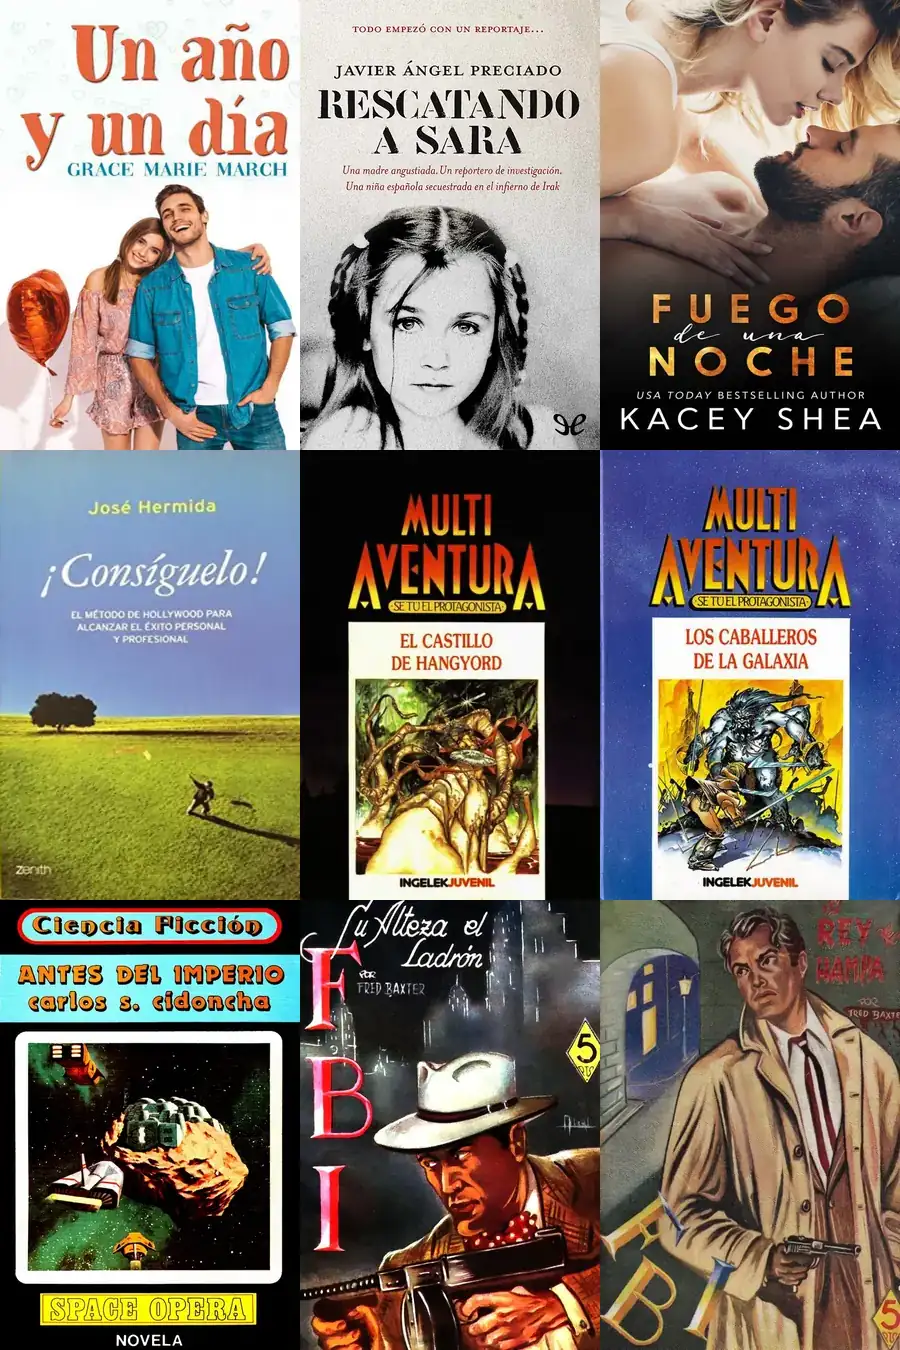 Un año
y un día
GRACE MARIE MARCH
TODO EMPEZÓ CON UN REPORTAJE...
JAVIER ÁNGEL PRECIADO
RESCATANDO
A SARA
Una madre angustiada. Un reportero de investigación.
Una niña española secuestrada en el infierno de Irak
FUEGO
de una
NOCHE
USA TODAY BESTSELLING AUTHOR
KACEY SHEA
José Hermida
¡Consíguelo!
EL MÉTODO DE HOLLYWOOD PARA
ALCANZAR EL ÉXITO PERSONAL
Y PROFESIONAL
Zenith
MULTI
AVENTURA
SE TU EL PROTAGONISTA
EL CASTILLO
DE HANGYORD
INGELEK JUVENIL
MULTI
AVENTURA
SE TU EL PROTAGONISTA
LOS CABALLEROS
DE LA GALAXIA
INGELEK JUVENIL
Ciencia Ficción
ANTES DEL IMPERIO
carlos s. cidoncha
SPACE OPERA
NOVELA
Su Alteza el
Ladrón
POR
FRED BAXTER
FBI
5
PTS
REY
HAMPA
POR
FRED BAXTE
FBI
5